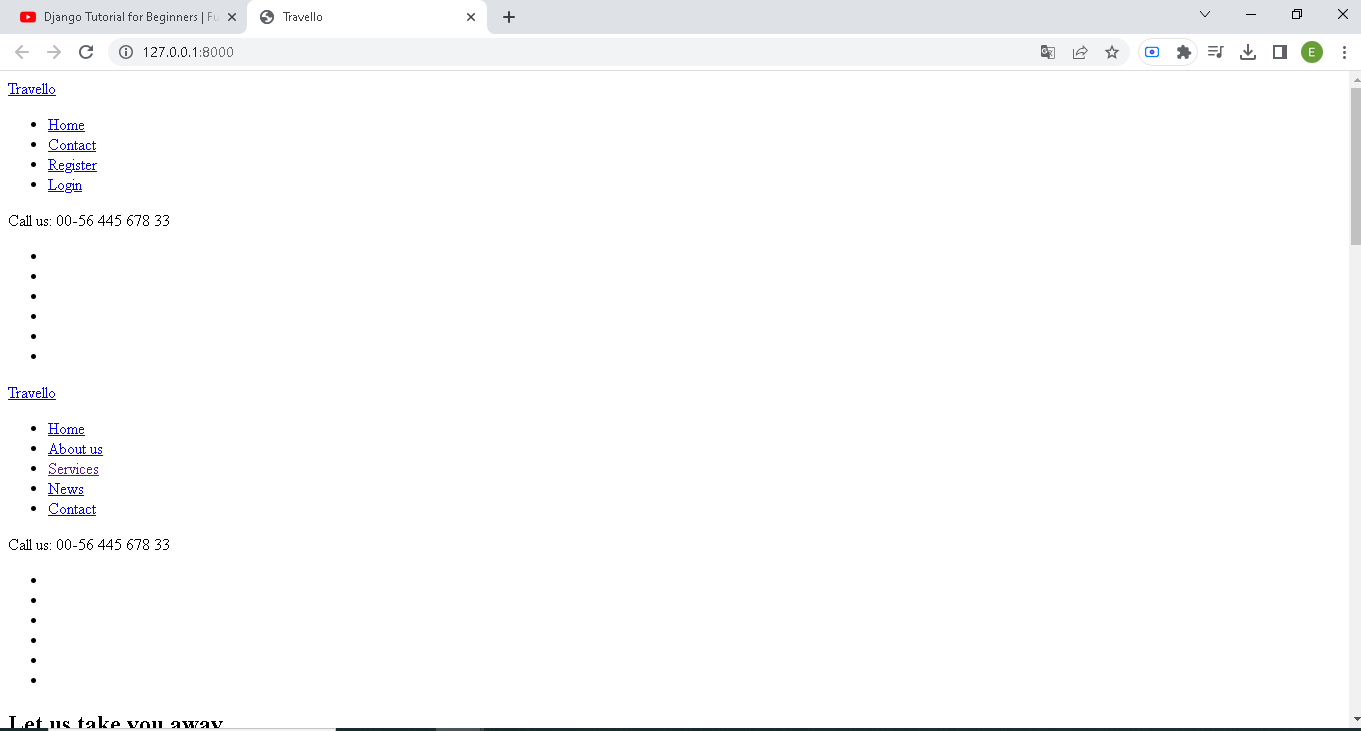 Django Tutorial for Beginners | Fu
Travello
127.0.0.1:8000
E
Travello
Home
Contact
Register
Login
Call us: 00-56 445 678 33
Travello
Home
About us
Services
News
Contact
Call us: 00-56 445 678 33
Let us take you away